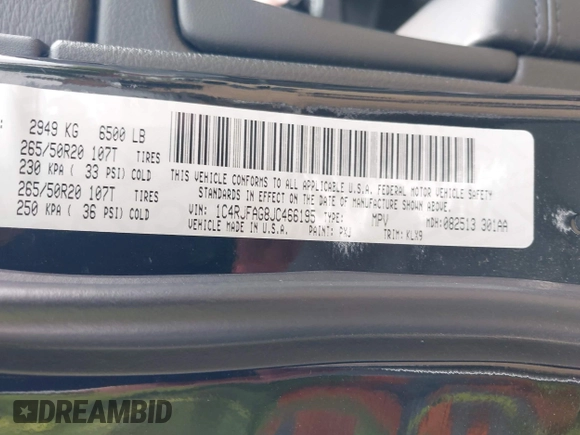 2949 KG 6500 LB
265/50R20 107T TIRES
230 KPA ( 33 PSI) COLD
265/50R20 107T TIRES
250 KPA ( 36 PSI) COLD
THIS VEHICLE CONFORMS TO ALL APPLICABLE U.S.A. FEDERAL MOTOR VEHICLE SAFETY
STANDARDS IN EFFECT ON THE DATE OF MANUFACTURE SHOWN ABOVE.
VIN: 1C4RJFAG8JC466195 TYPE: MPV MDH: 082513 301AA
VEHICLE MADE IN U.S.A. PAINT: PXJ TRIM: KLX9
DREAMBID